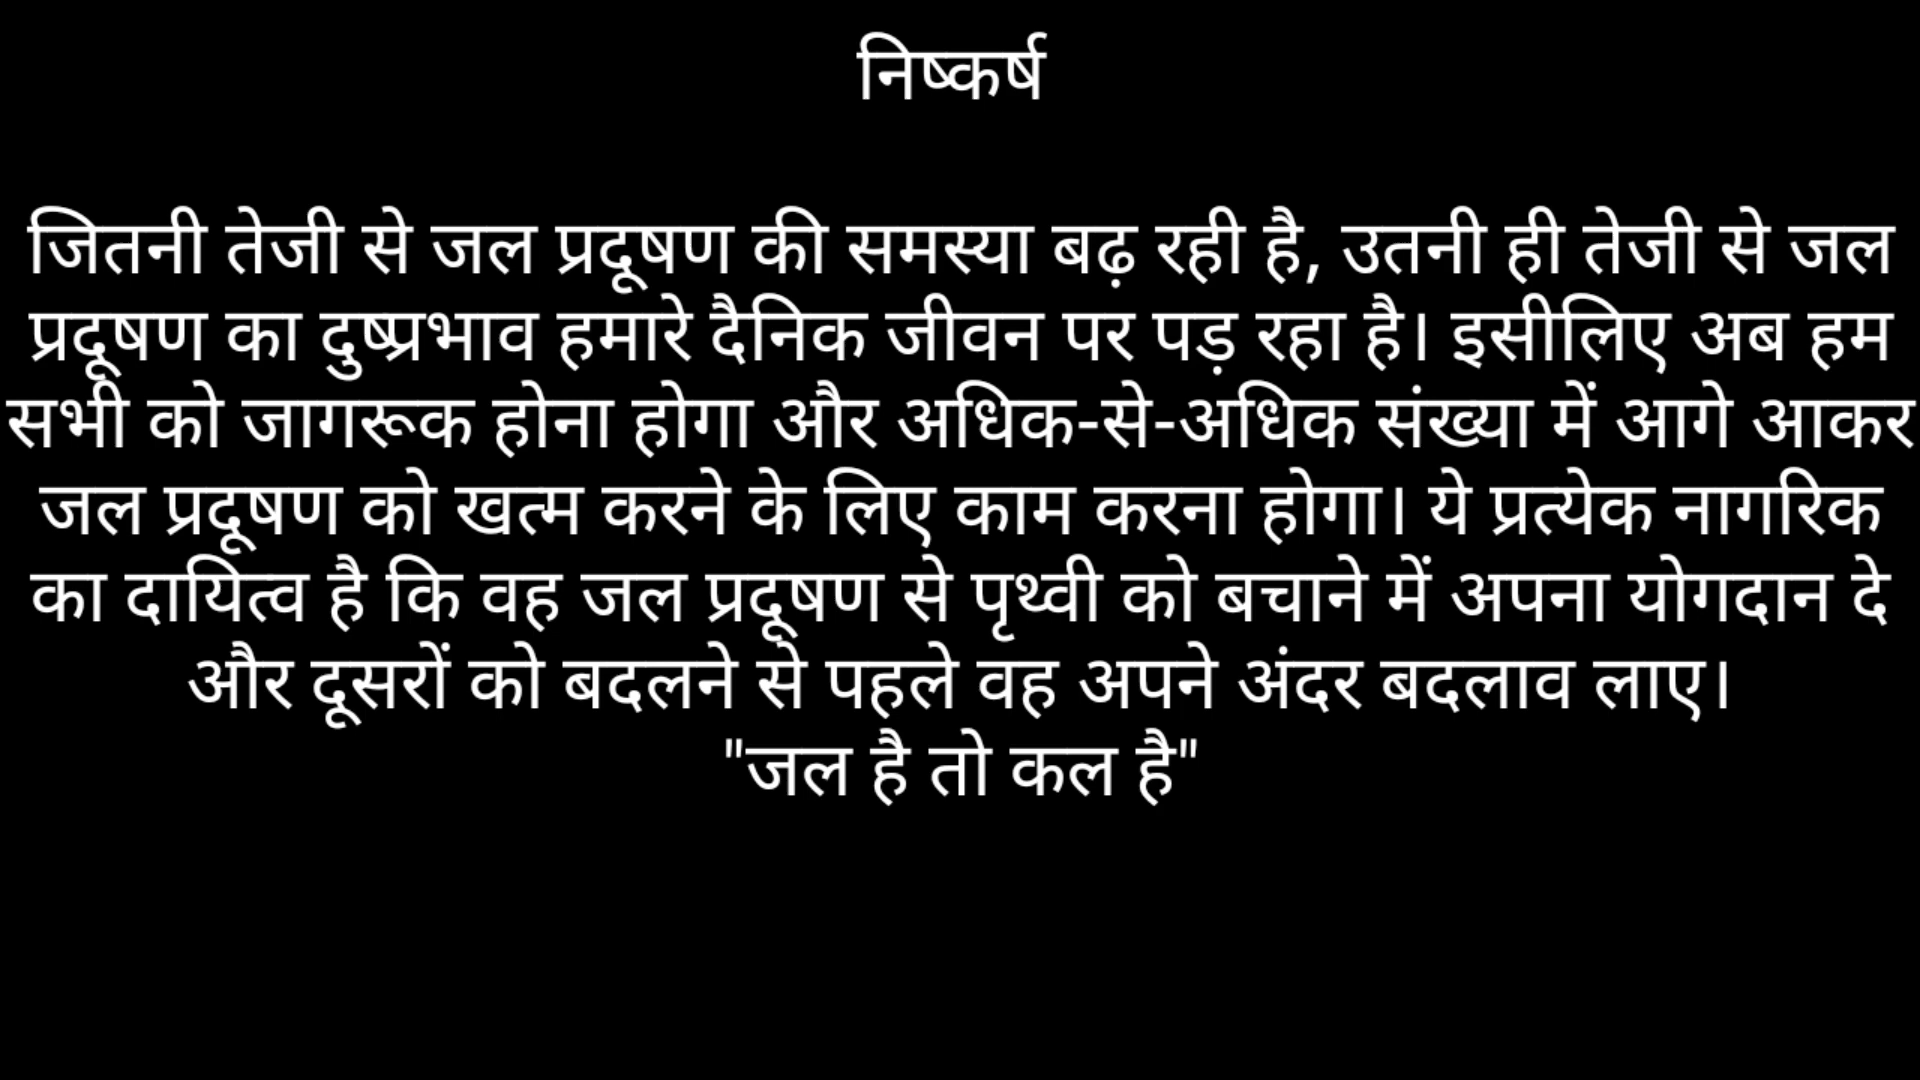 निष्कर्ष
जितनी तेजी से जल प्रदूषण की समस्या बढ़ रही है, उतनी ही तेजी से जल
प्रदूषण का दुष्प्रभाव हमारे दैनिक जीवन पर पड़ रहा है। इसीलिए अब हम
सभी को जागरूक होना होगा और अधिक-से-अधिक संख्या में आगे आकर
जल प्रदूषण को खत्म करने के लिए काम करना होगा। ये प्रत्येक नागरिक
का दायित्व है कि वह जल प्रदूषण से पृथ्वी को बचाने में अपना योगदान दे
और दूसरों को बदलने से पहले वह अपने अंदर बदलाव लाए।
"जल है तो कल है"